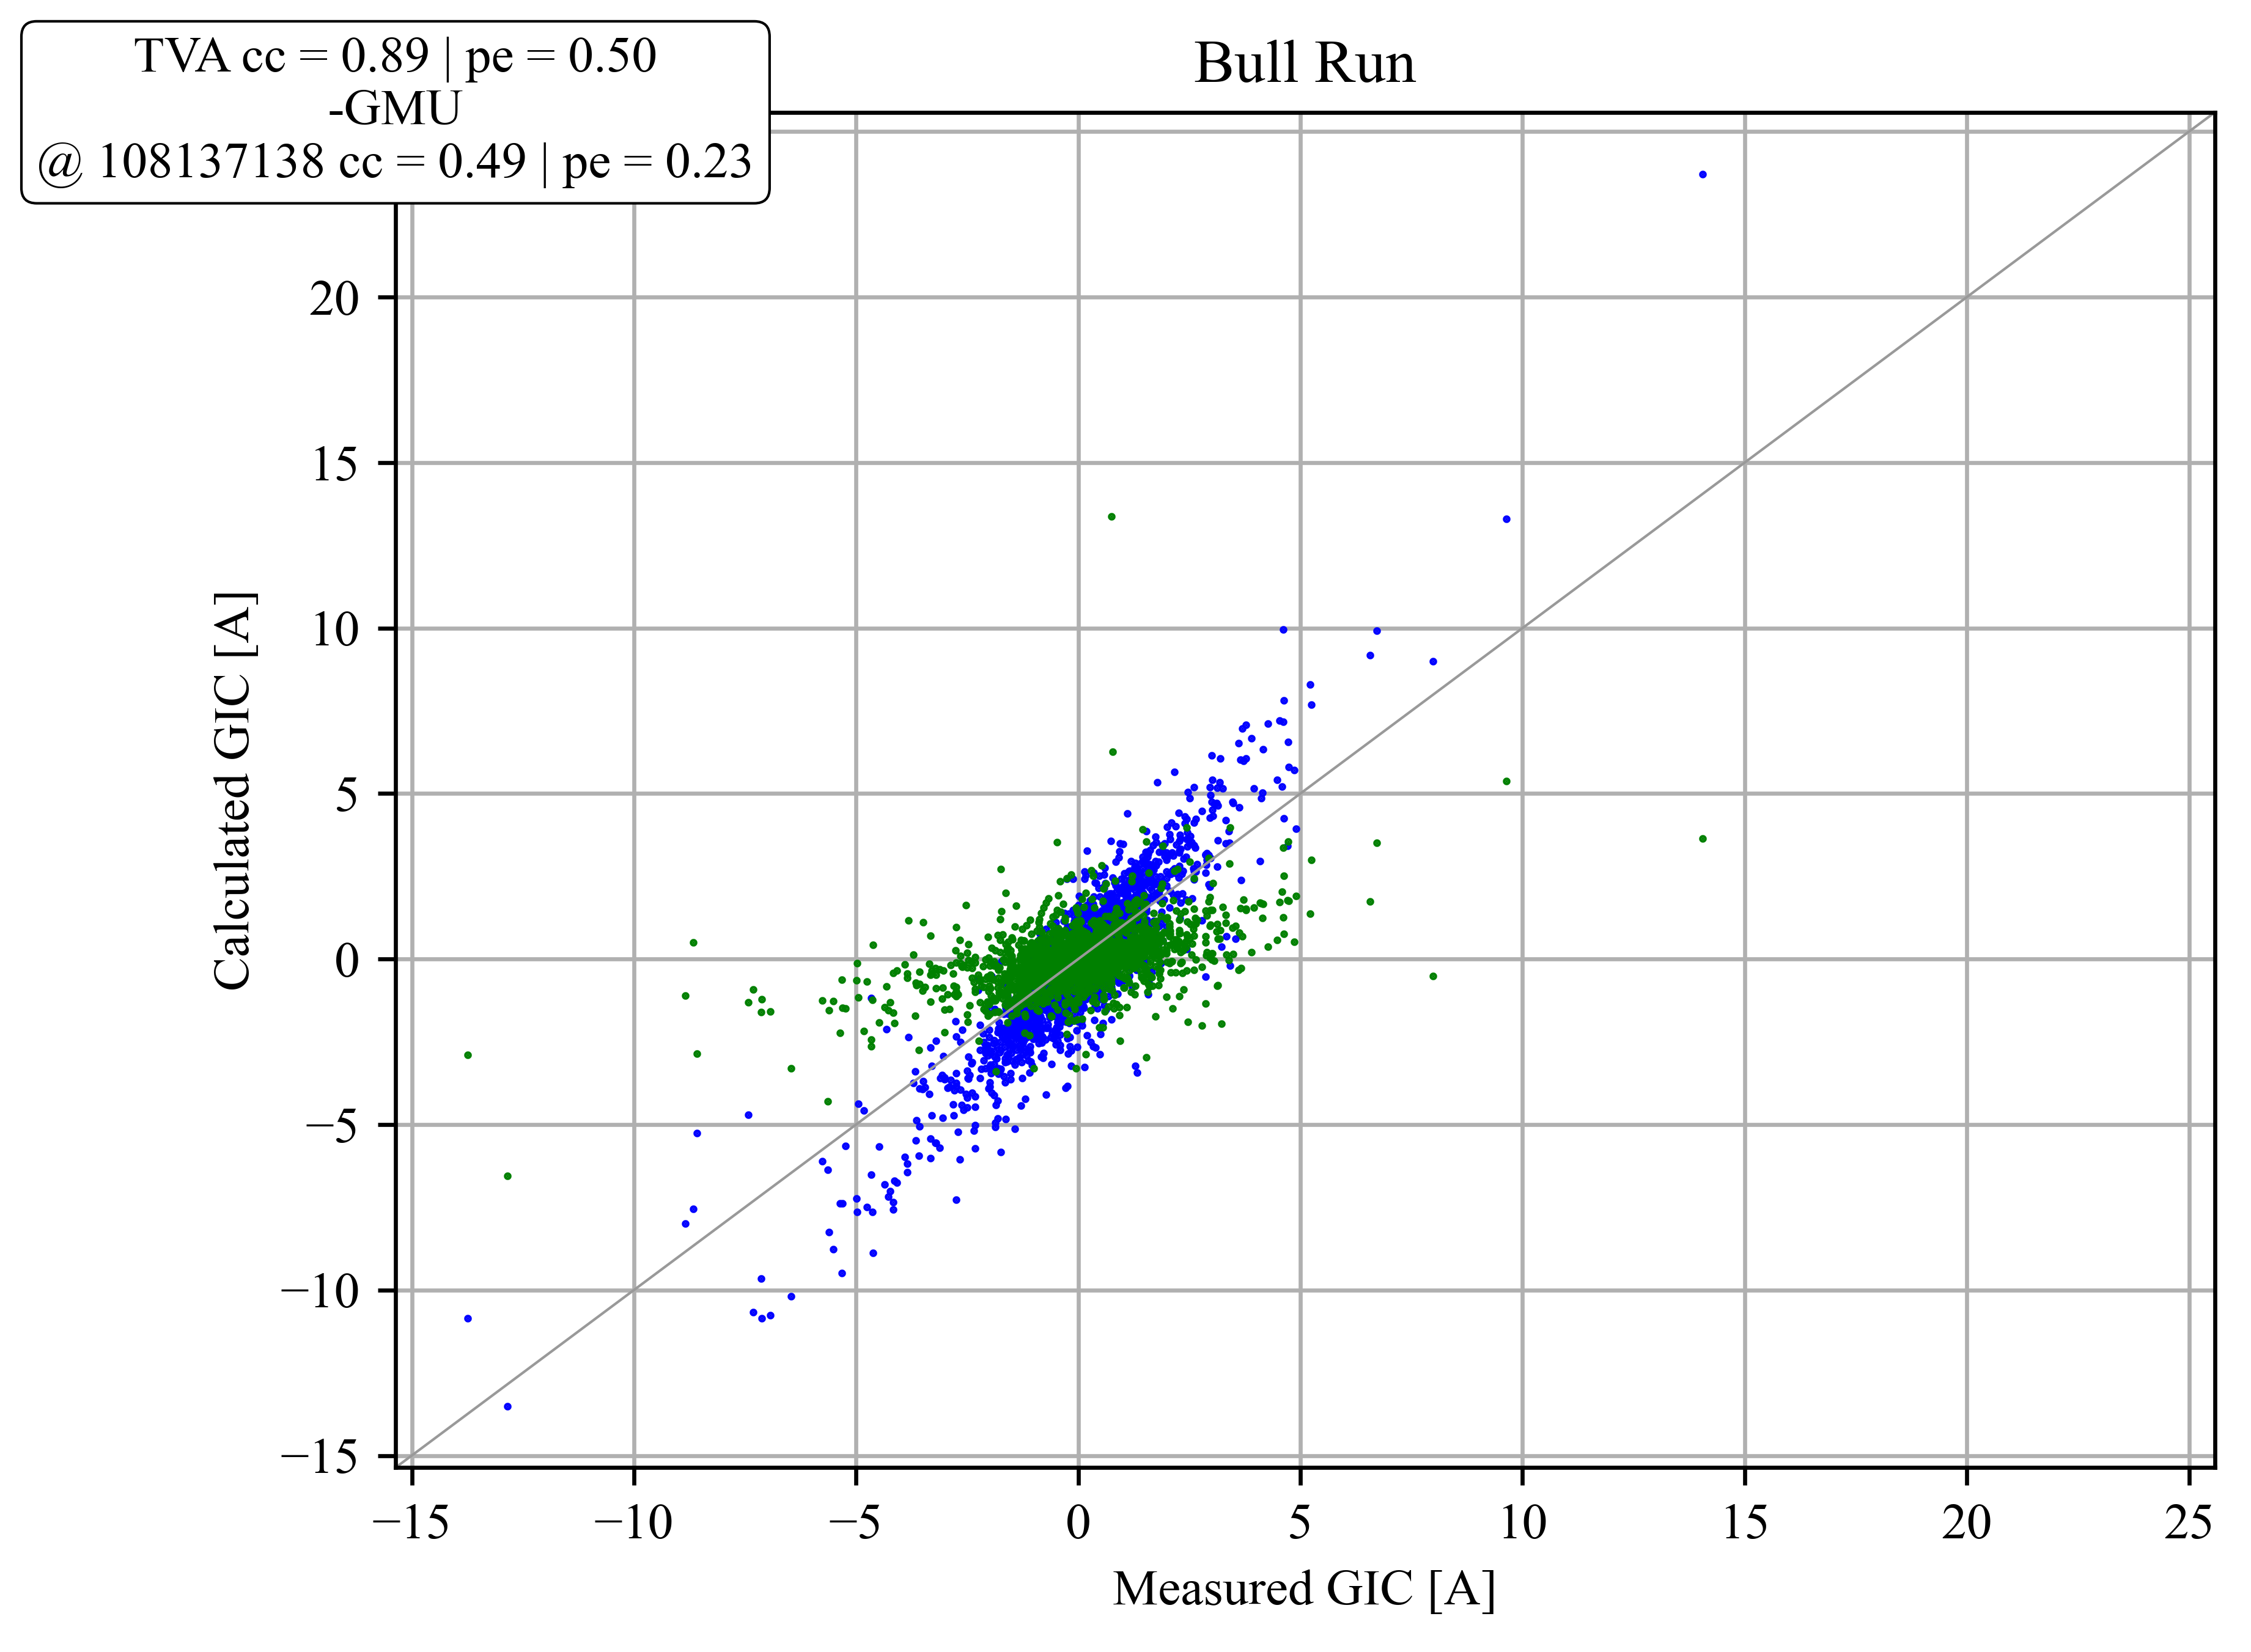 TVA cc = 0.89 | pe = 0.50
-GMU
@ 108137138 cc = 0.49 | pe = 0.23
Bull Run
Calculated GIC [A]
20
15
10
5
0
−5
−10
−15
−15 −10 −5 0 5 10 15 20 25
Measured GIC [A]